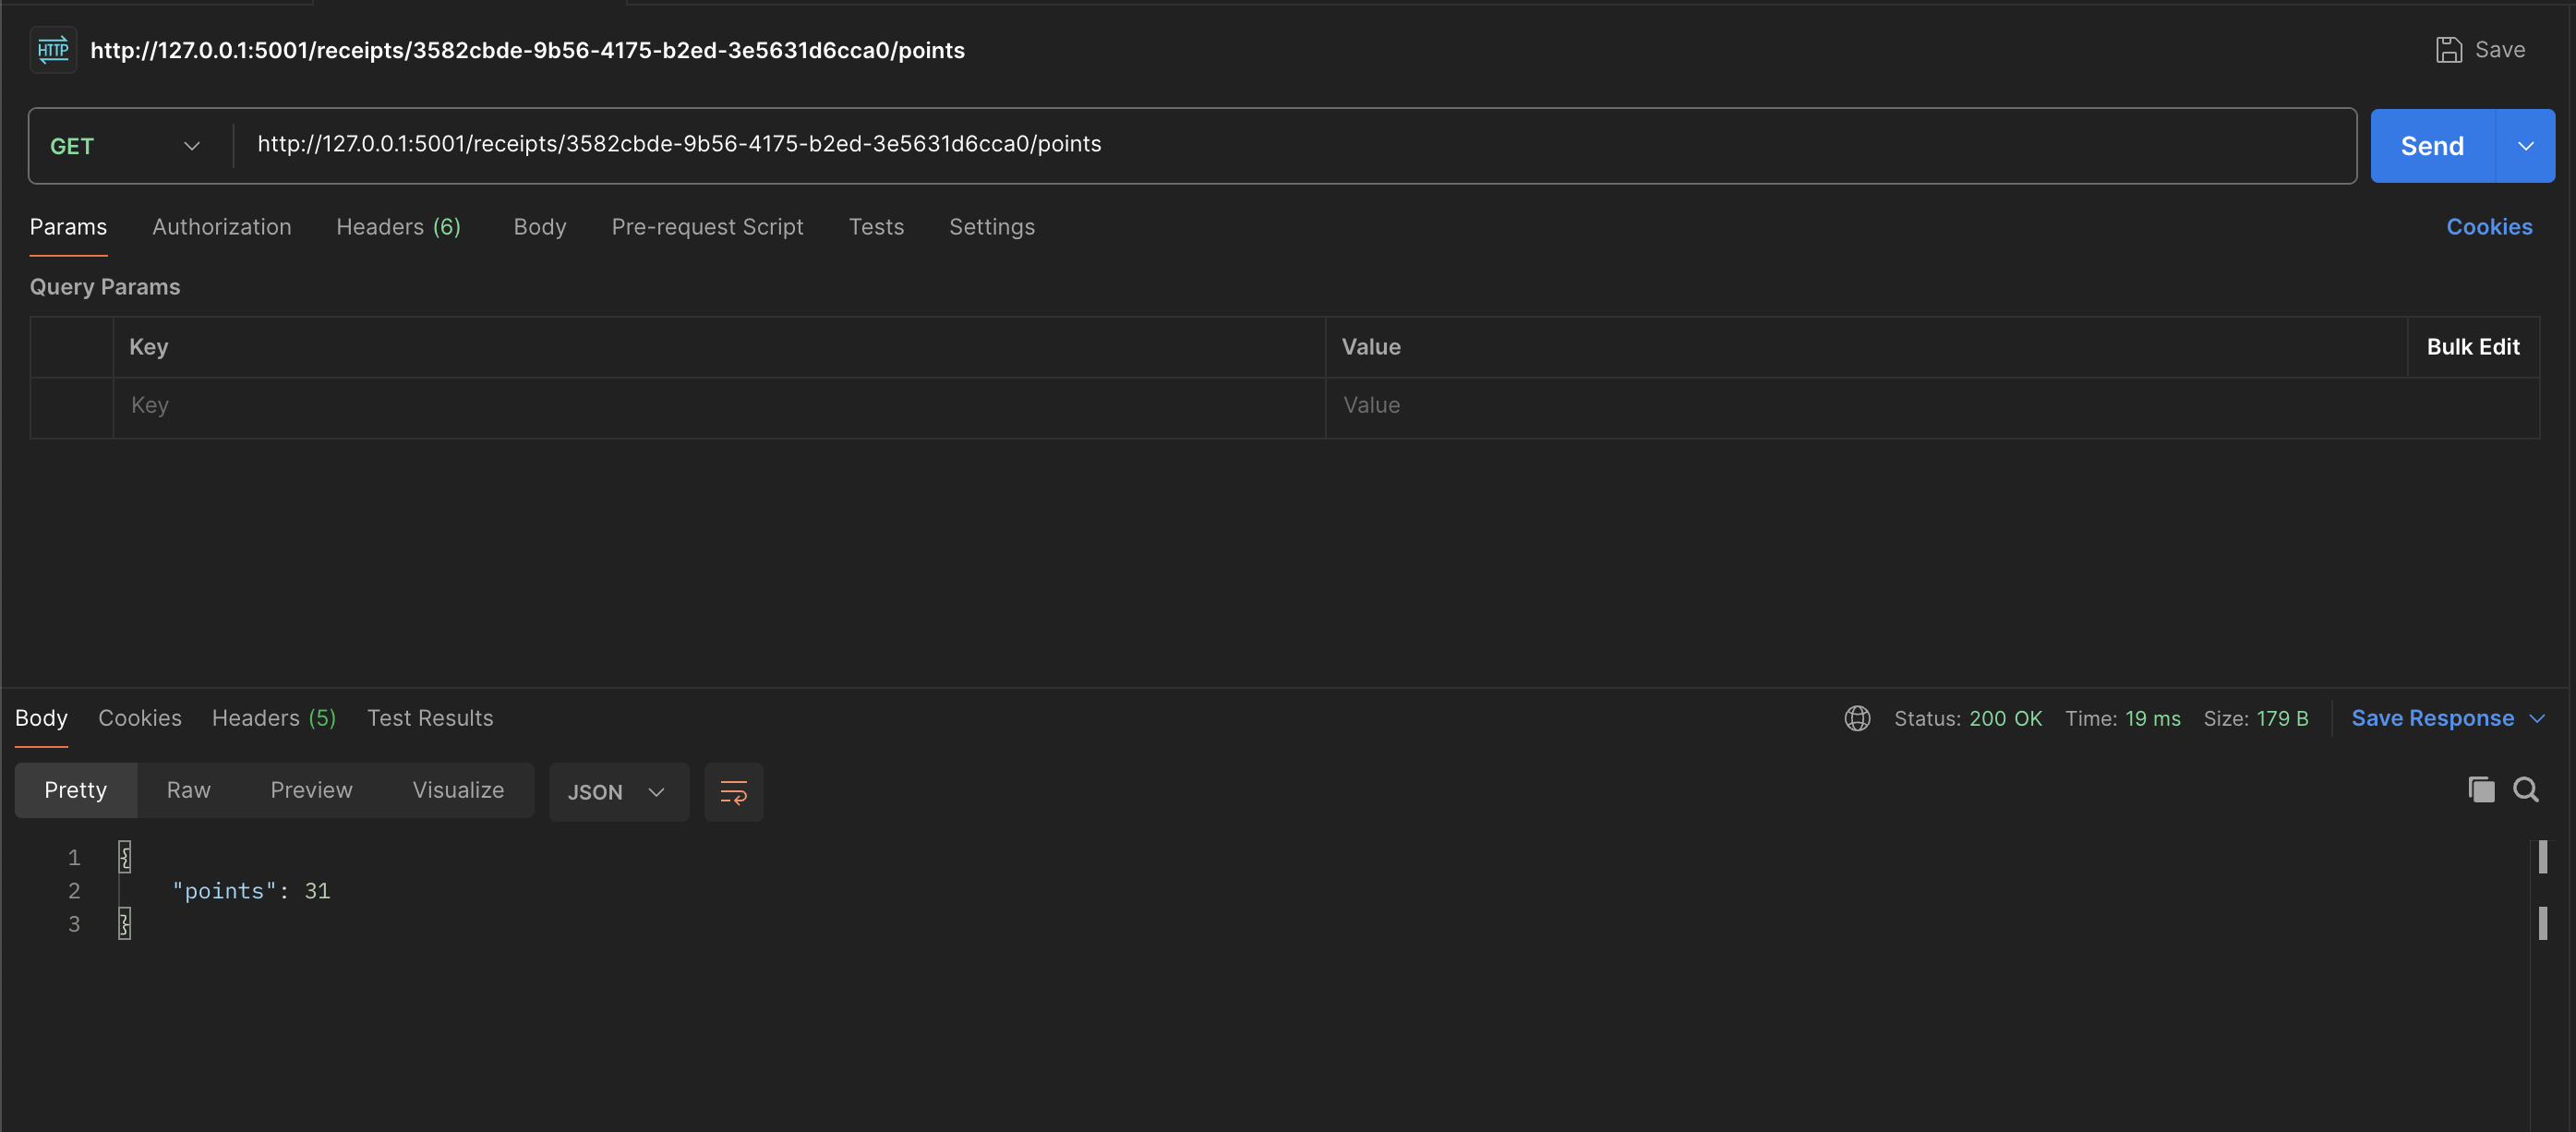 HTTP http://127.0.0.1:5001/receipts/3582cbde-9b56-4175-b2ed-3e5631d6cca0/points Save
GET http://127.0.0.1:5001/receipts/3582cbde-9b56-4175-b2ed-3e5631d6cca0/points Send
Params Authorization Headers (6) Body Pre-request Script Tests Settings Cookies
Query Params
Key Value Bulk Edit
Key Value
Body Cookies Headers (5) Test Results Status: 200 OK Time: 19 ms Size: 179 B Save Response
Pretty Raw Preview Visualize JSON
1 {
2 "points": 31
3 }